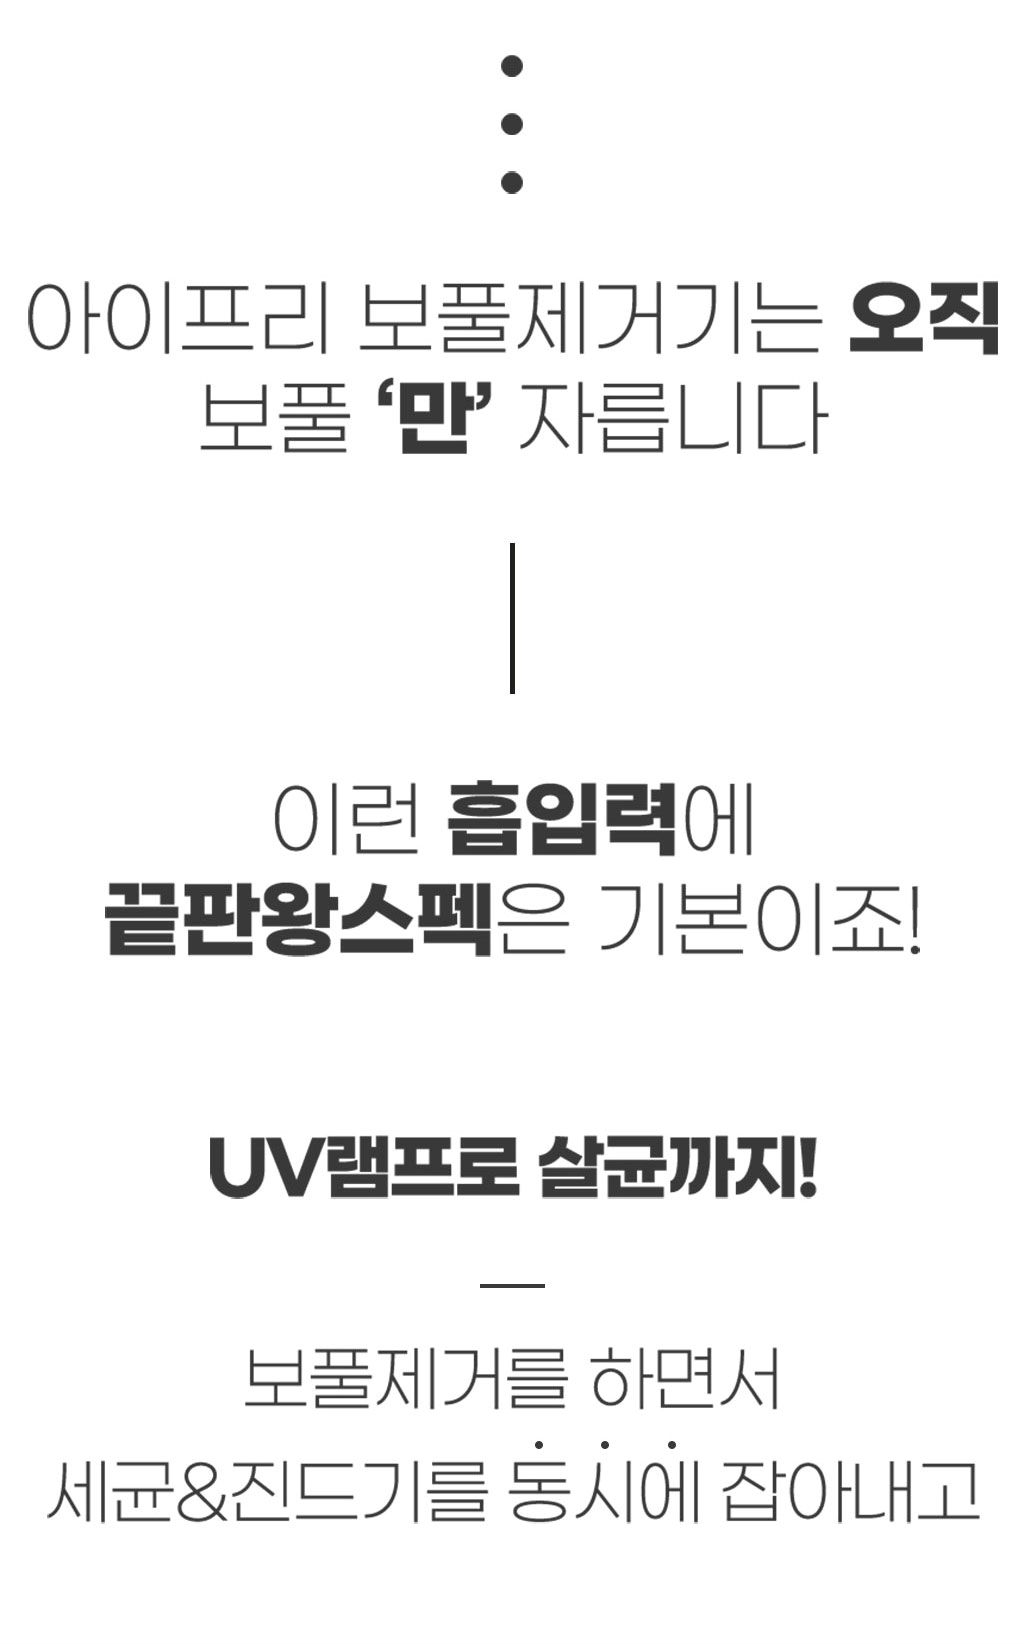 아이프리 보풀제거기는 오직
보풀 ‘만’ 자릅니다
이런 흡입력에
끝판왕스펙은 기본이죠!
UV램프로 살균까지!
보풀제거를 하면서
세균&진드기를 동시에 잡아내고